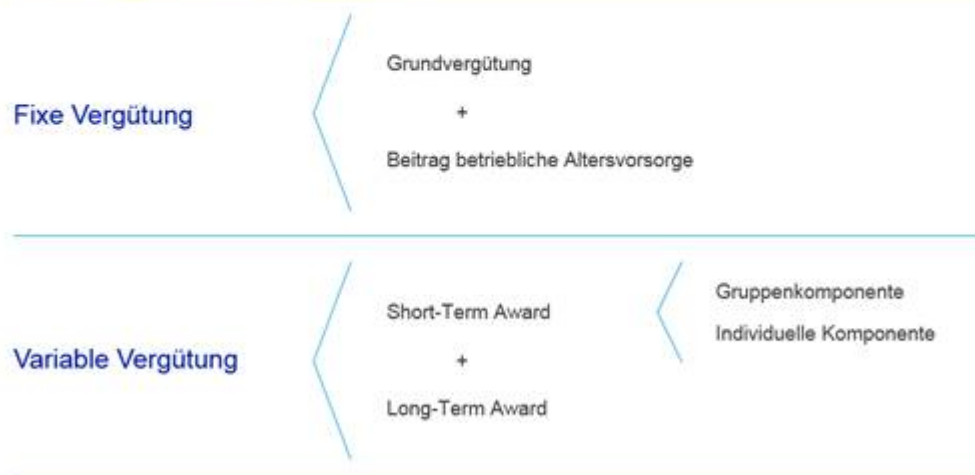 Fixe Vergütung
Grundvergütung
+
Beitrag betriebliche Altersvorsorge
Variable Vergütung
Short-Term Award
+
Long-Term Award
Gruppenkomponente
Individuelle Komponente